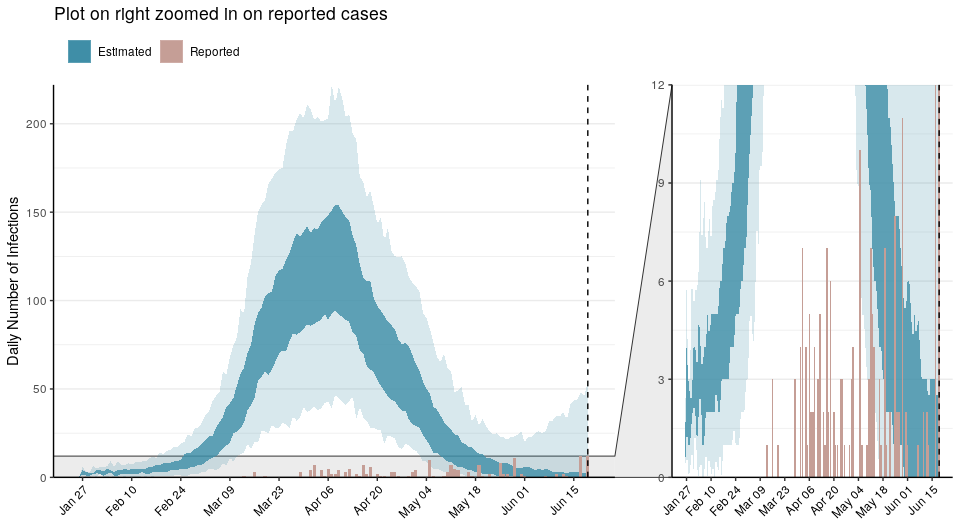 Plot on right zoomed in on reported cases
Estimated Reported
Daily Number of Infections
200
150
100
50
0
Jan 27 Feb 10 Feb 24 Mar 09 Mar 23 Apr 06 Apr 20 May 04 May 18 Jun 01 Jun 15
12
9
6
3
0
Jan 27 Feb 10 Feb 24 Mar 09 Mar 23 Apr 06 Apr 20 May 04 May 18 Jun 01 Jun 15